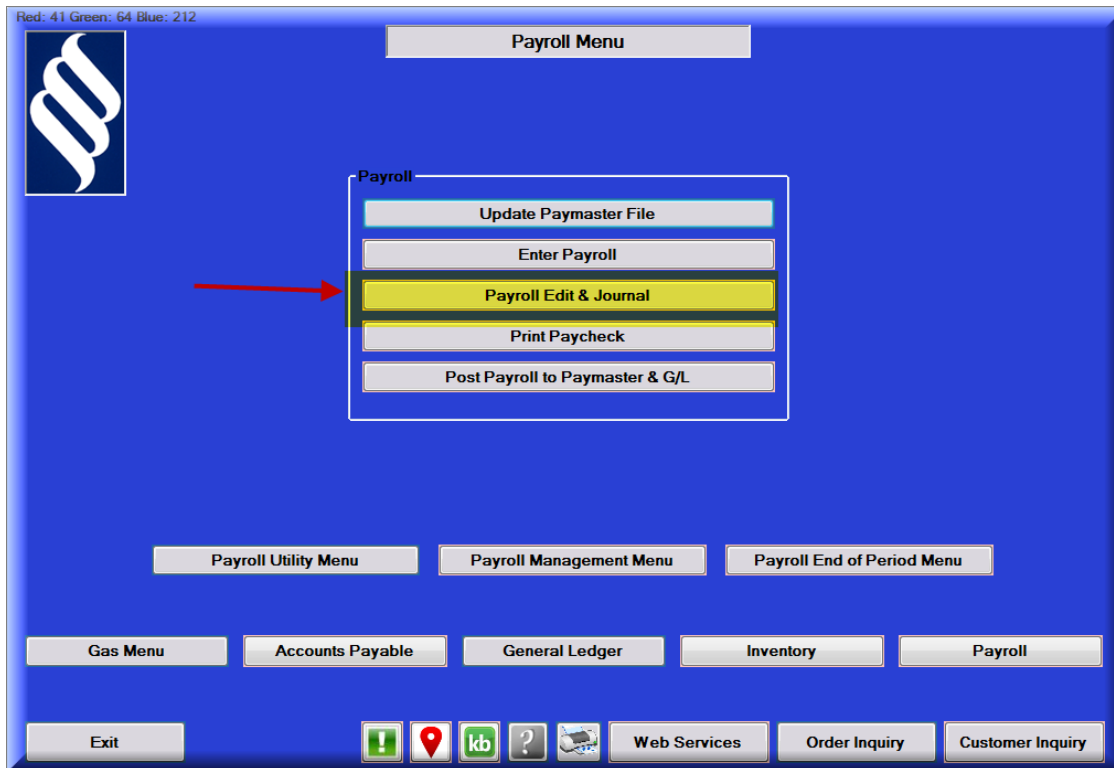 Red: 41 Green: 64 Blue: 212
Payroll Menu
Payroll
Update Paymaster File
Enter Payroll
Payroll Edit & Journal
Print Paycheck
Post Payroll to Paymaster & G/L
Payroll Utility Menu
Payroll Management Menu
Payroll End of Period Menu
Gas Menu
Accounts Payable
General Ledger
Inventory
Payroll
Exit
!
kb
?
Web Services
Order Inquiry
Customer Inquiry